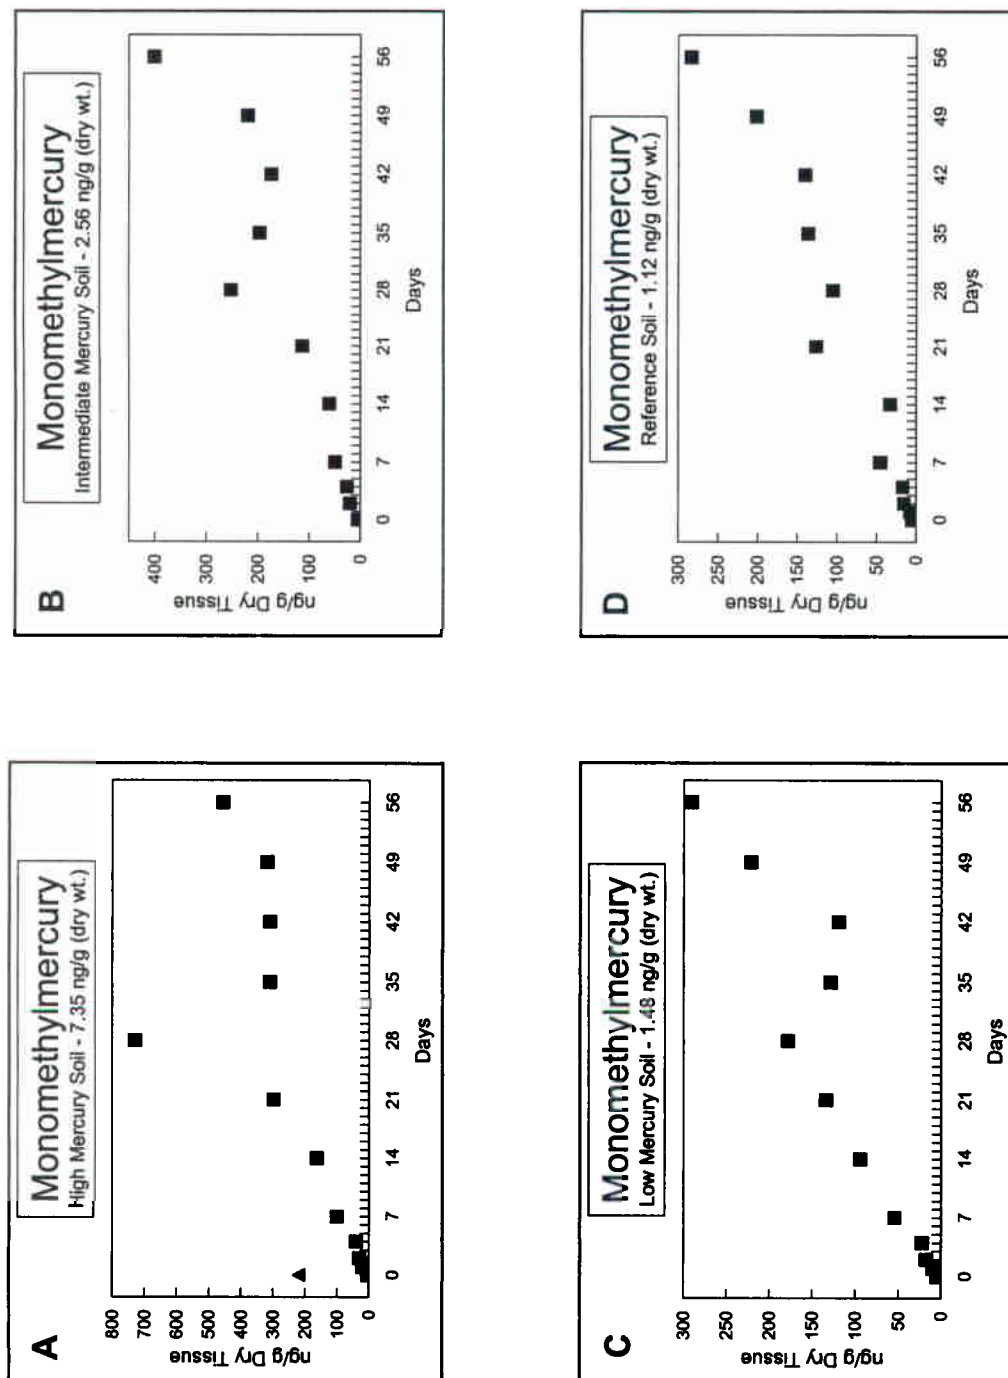 A
Monomethylmercury
High Mercury Soil - 7.35 ng/g (dry wt.)
ng/g Dry Tissue
800
700
600
500
400
300
200
100
0
0 7 14 21 28 35 42 49 56
Days
B
Monomethylmercury
Intermediate Mercury Soil - 2.56 ng/g (dry wt.)
ng/g Dry Tissue
400
300
200
100
0
0 7 14 21 28 35 42 49 56
Days
C
Monomethylmercury
Low Mercury Soil - 1.48 ng/g (dry wt.)
ng/g Dry Tissue
300
250
200
150
100
50
0
0 7 14 21 28 35 42 49 56
Days
D
Monomethylmercury
Reference Soil - 1.12 ng/g (dry wt.)
ng/g Dry Tissue
300
250
200
150
100
50
0
0 7 14 21 28 35 42 49 56
Days